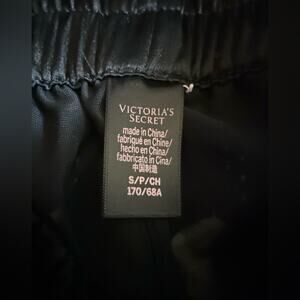 VICTORIA'S
SECRET
made in China/
fabriqué en Chine/
hecho en China/
fabbricato in Cina/
中国制造
S/P/CH
170/68A